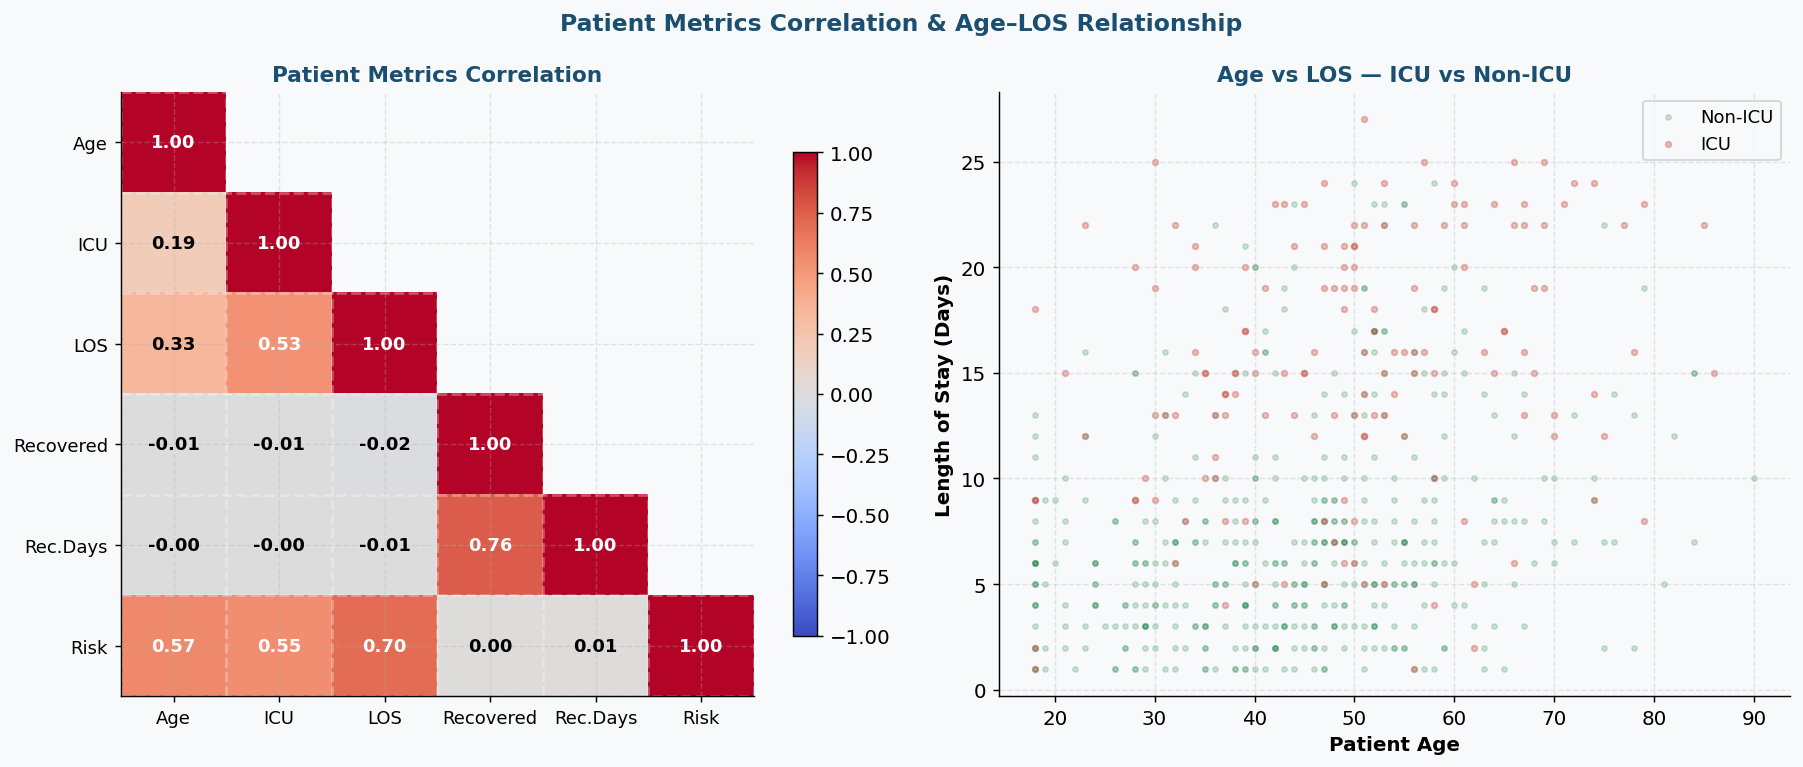 Patient Metrics Correlation & Age–LOS Relationship
Patient Metrics Correlation
Age
ICU
LOS
Recovered
Rec.Days
Risk
1.00
0.19 1.00
0.33 0.53 1.00
-0.01 -0.01 -0.02 1.00
-0.00 -0.00 -0.01 0.76 1.00
0.57 0.55 0.70 0.00 0.01 1.00
Age ICU LOS Recovered Rec.Days Risk
1.00
0.75
0.50
0.25
0.00
−0.25
−0.50
−0.75
−1.00
Age vs LOS — ICU vs Non-ICU
Non-ICU
ICU
Length of Stay (Days)
25
20
15
10
5
0
20 30 40 50 60 70 80 90
Patient Age